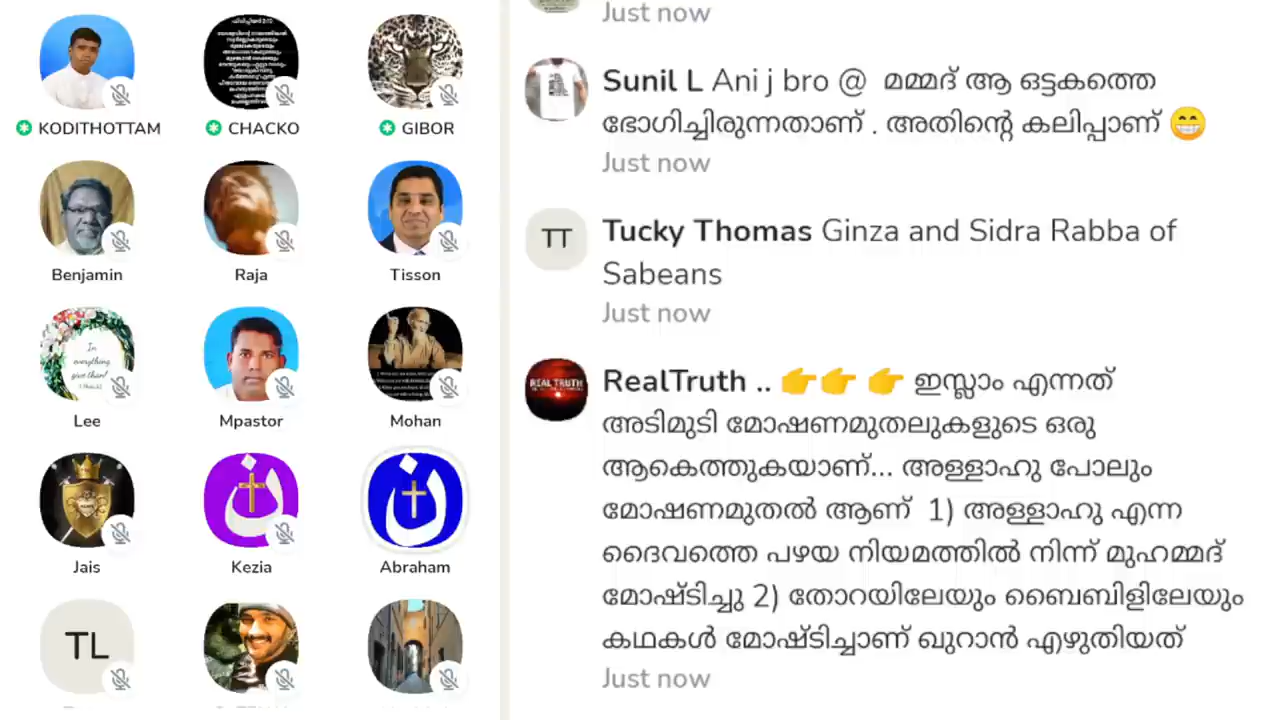 KODITHOTTAM
CHACKO
GIBOR
Benjamin
Raja
Tisson
Lee
Mpastor
Mohan
Jais
Kezia
Abraham
TL
Just now
Sunil L Ani j bro @ മമ്മദ് ആ ഒട്ടകത്തെ
ഭോഗിച്ചിരുന്നതാണ് . അതിന്റെ കലിപ്പാണ് 😁
Just now
TT
Tucky Thomas Ginza and Sidra Rabba of
Sabeans
Just now
REAL TRUTH
RealTruth .. 👉👉 👉 ഇസ്ലാം എന്നത്
അടിമുടി മോഷണമുതലുകളുടെ ഒരു
ആകെത്തുകയാണ്... അള്ളാഹു പോലും
മോഷണമുതൽ ആണ് 1) അള്ളാഹു എന്ന
ദൈവത്തെ പഴയ നിയമത്തിൽ നിന്ന് മുഹമ്മദ്
മോഷ്ടിച്ചു 2) തോറയിലേയും ബൈബിളിലേയും
കഥകൾ മോഷ്ടിച്ചാണ് ഖുറാൻ എഴുതിയത്
Just now